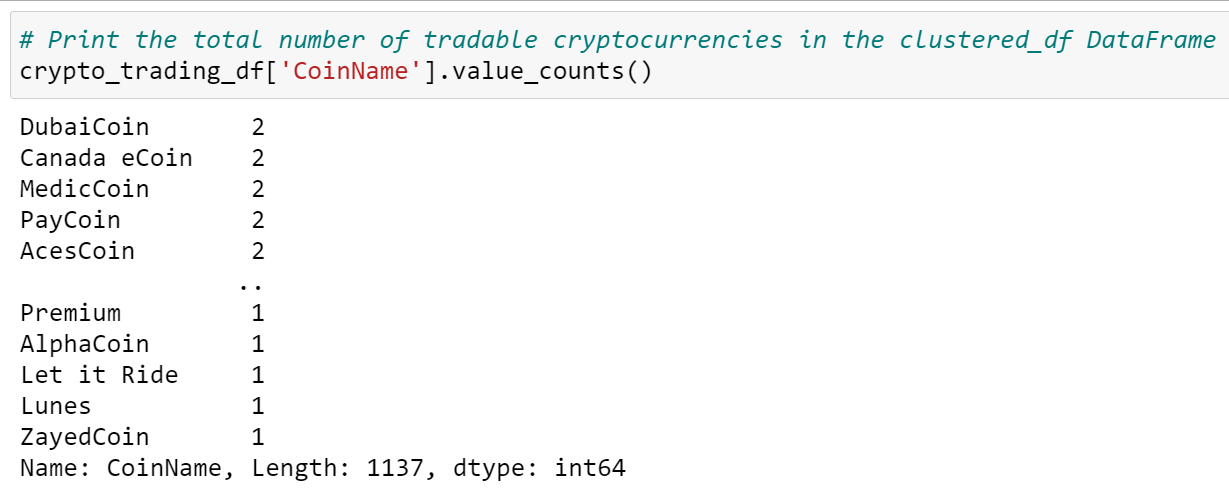 # Print the total number of tradable cryptocurrencies in the clustered_df DataFrame
crypto_trading_df['CoinName'].value_counts()
DubaiCoin 2
Canada eCoin 2
MedicCoin 2
PayCoin 2
AcesCoin 2
..
Premium 1
AlphaCoin 1
Let it Ride 1
Lunes 1
ZayedCoin 1
Name: CoinName, Length: 1137, dtype: int64